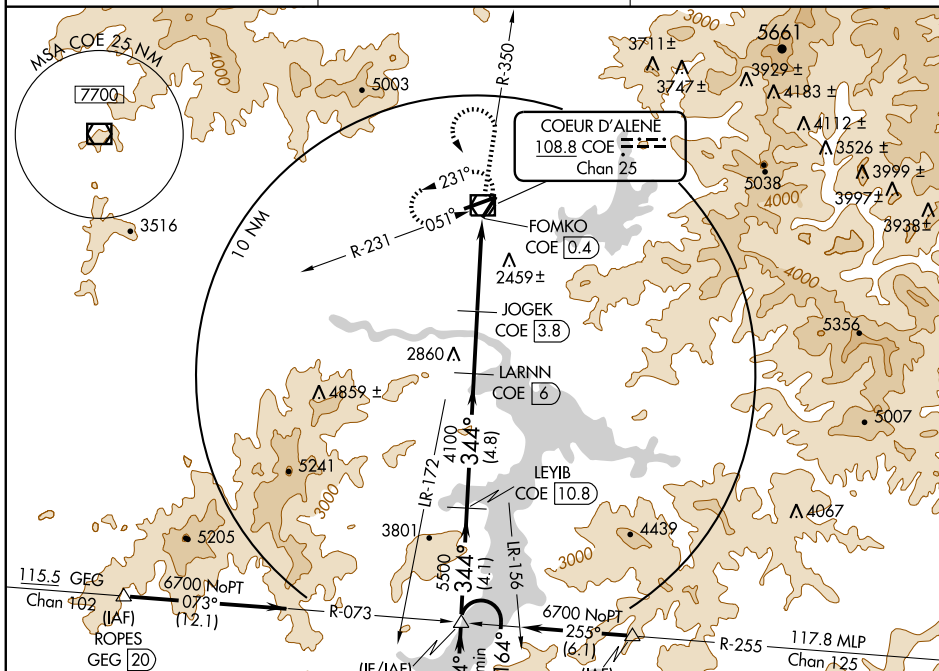 MSA COE 25 NM
7700
4000
5003
R-350
3000
3711±
3747±
5661
3929±
4183±
4112±
3526±
3999±
3997±
3938±
5038
4000
COEUR D'ALENE
108.8 COE
Chan 25
3516
10 NM
231°
051°
R-231
FOMKO
COE 0.4
2459±
JOGEK
COE 3.8
2860
LARNN
COE 6
4000
5356
5007
4859±
5241
3000
5205
LR-172
4100
344°
(4.8)
LEYIB
COE 10.8
3801
5500
344°
(4.1)
LR-156
4439
3000
4067
115.5 GEG
Chan 102
(IAF)
ROPES
GEG 20
6700 NoPT
073°
(12.1)
R-073
6700 NoPT
255°
(6.1)
R-255
117.8 MLP
Chan 125
164°
min
(IF/IAF)
(IAF)